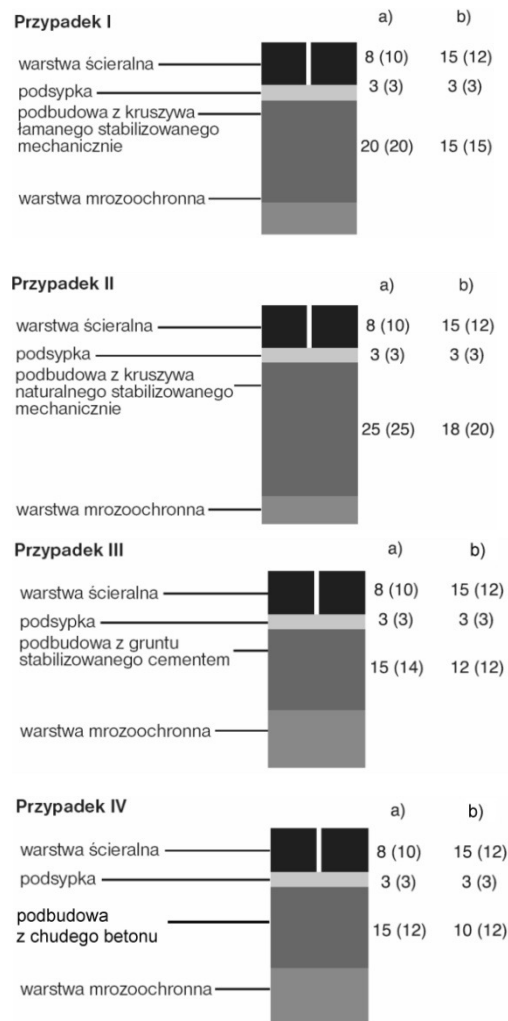 Przypadek I
a) b)
warstwa ścieralna 8 (10) 15 (12)
podsypka 3 (3) 3 (3)
podbudowa z kruszywa
łamanego stabilizowanego
mechanicznie 20 (20) 15 (15)
warstwa mrozoochronna
Przypadek II
a) b)
warstwa ścieralna 8 (10) 15 (12)
podsypka 3 (3) 3 (3)
podbudowa z kruszywa
naturalnego stabilizowanego
mechanicznie
25 (25) 18 (20)
warstwa mrozoochronna
Przypadek III
a) b)
warstwa ścieralna 8 (10) 15 (12)
podsypka 3 (3) 3 (3)
podbudowa z gruntu
stabilizowanego cementem 15 (14) 12 (12)
warstwa mrozoochronna
Przypadek IV a) b)
warstwa ścieralna 8 (10) 15 (12)
podsypka 3 (3) 3 (3)
podbudowa
z chudego betonu 15 (12) 10 (12)
warstwa mrozoochronna